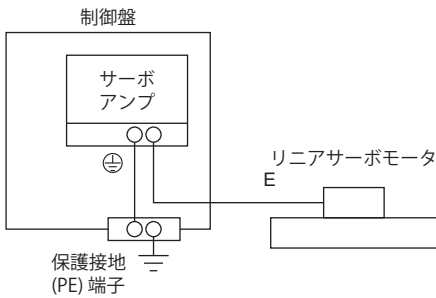 制御盤
サーボ
アンプ
リニアサーボモータ
E
保護接地
(PE) 端子